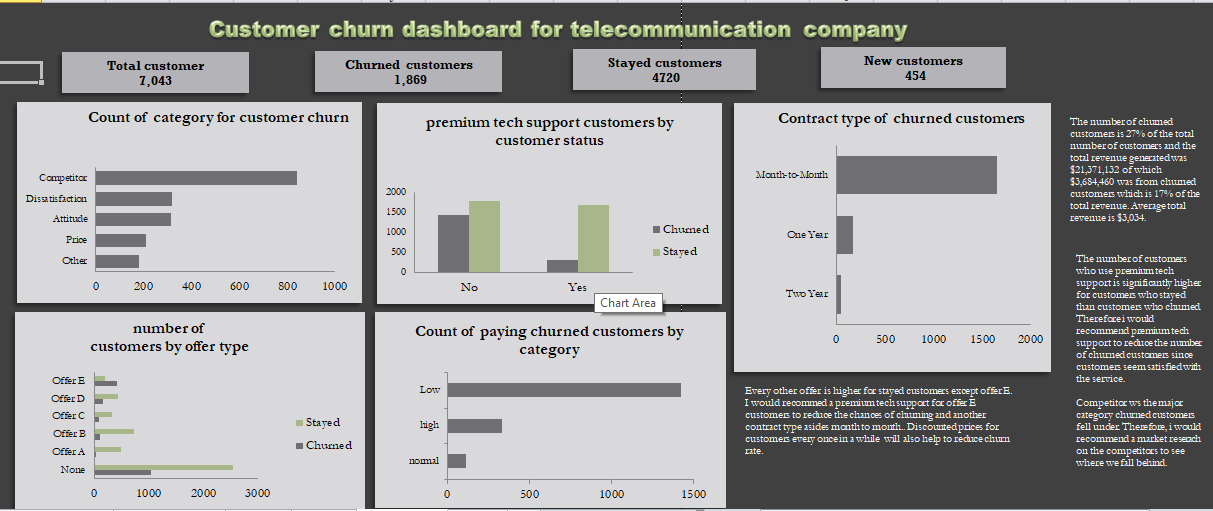 Customer churn dashboard for telecommunication company
Total customer
7,043
Churned customers
1,869
Stayed customers
4720
New customers
454
Count of category for customer churn
Competitor
Dissatisfaction
Attitude
Price
Other
0 200 400 600 800 1000
premium tech support customers by
customer status
2000
1500
1000
500
0
No Yes
Churned
Stayed
Chart Area
Contract type of churned customers
Month-to-Month
One Year
Two Year
0 500 1000 1500 2000
The number of churned
customers is 27% of the total
number of customers and the
total revenue generated was
$21,371,132 of which
$3,684,460 was from churned
customers which is 17% of the
total revenue. Average total
revenue is $3,034.
The number of customers
who use premium tech
support is significantly higher
for customers who stayed
than customers who churned.
Therefore i would
recommend premium tech
support to reduce the number
of churned customers since
customers seem satisfied with
the service.
Competitor ws the major
category churned customers
fell under. Therefore, i would
recommend a market reseach
on the competitors to see
where we fall behind.
number of
customers by offer type
Offer E
Offer D
Offer C
Offer B
Offer A
None
0 1000 2000 3000
Stayed
Churned
Count of paying churned customers by
category
Low
high
normal
0 500 1000 1500
Every other offer is higher for stayed customers except offer E.
I would recommed a premium tech support for offer E
customers to reduce the chances of churning and another
contract type asides month to month.. Discounted prices for
customers every once in a while will also help to reduce churn
rate.